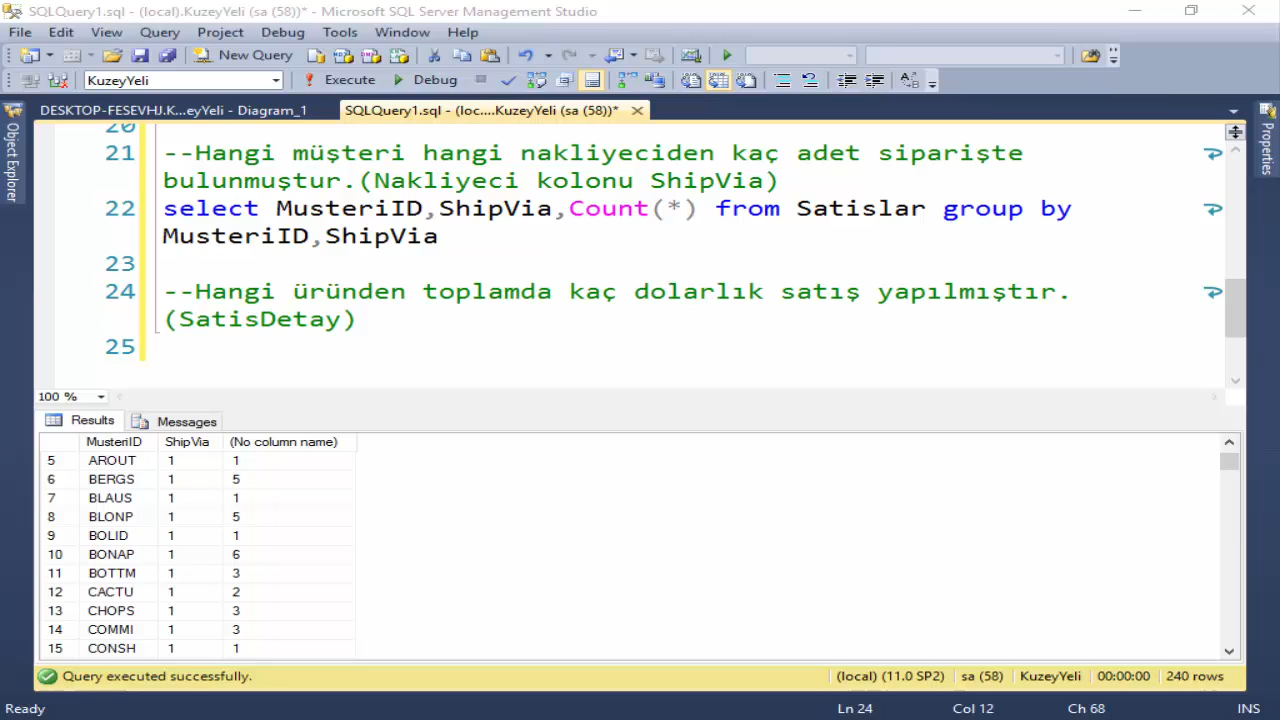 SQLQuery1.sql - (local).KuzeyYeli (sa (58))* - Microsoft SQL Server Management Studio
File Edit View Query Project Debug Tools Window Help
New Query
KuzeyYeli Execute Debug
DESKTOP-FESEVHJ.K...eyYeli - Diagram_1 SQLQuery1.sql - (loc....KuzeyYeli (sa (58))*
Object Explorer
Properties
20
21 --Hangi müşteri hangi nakliyeciden kaç adet siparişte
bulunmuştur.(Nakliyeci kolonu ShipVia)
22 select MusteriID,ShipVia,Count(*) from Satislar group by
MusteriID,ShipVia
23
24 --Hangi üründen toplamda kaç dolarlık satış yapılmıştır.
(SatisDetay)
25
100 %
Results Messages
MusteriID ShipVia (No column name)
5 AROUT 1 1
6 BERGS 1 5
7 BLAUS 1 1
8 BLONP 1 5
9 BOLID 1 1
10 BONAP 1 6
11 BOTTM 1 3
12 CACTU 1 2
13 CHOPS 1 3
14 COMMI 1 3
15 CONSH 1 1
Query executed successfully. (local) (11.0 SP2) sa (58) KuzeyYeli 00:00:00 240 rows
Ready Ln 24 Col 12 Ch 68 INS